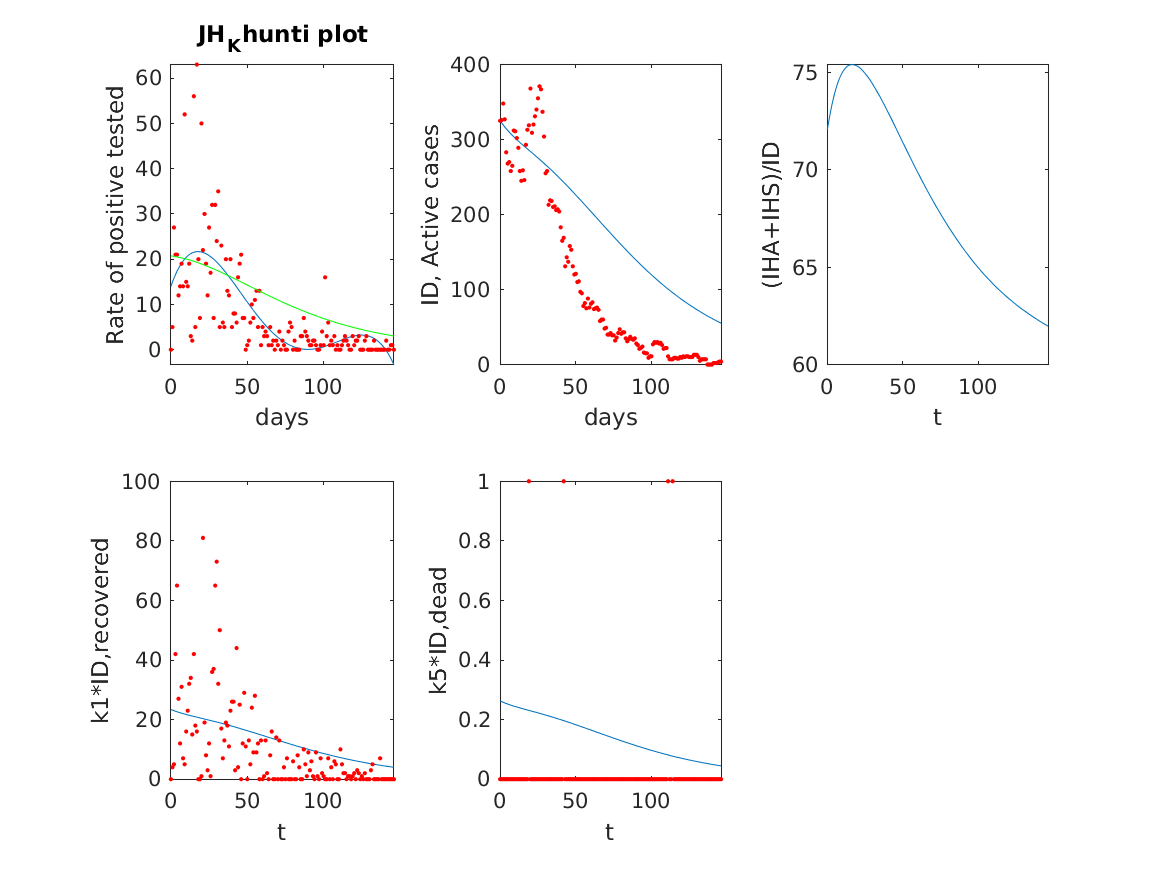 JH_Khunti plot
Rate of positive tested
60
50
40
30
20
10
0
0 50 100
days
ID, Active cases
400
300
200
100
0
0 50 100
days
(IHA+IHS)/ID
75
70
65
60
0 50 100
t
k1*ID,recovered
100
80
60
40
20
0
0 50 100
t
k5*ID,dead
1
0.8
0.6
0.4
0.2
0
0 50 100
t